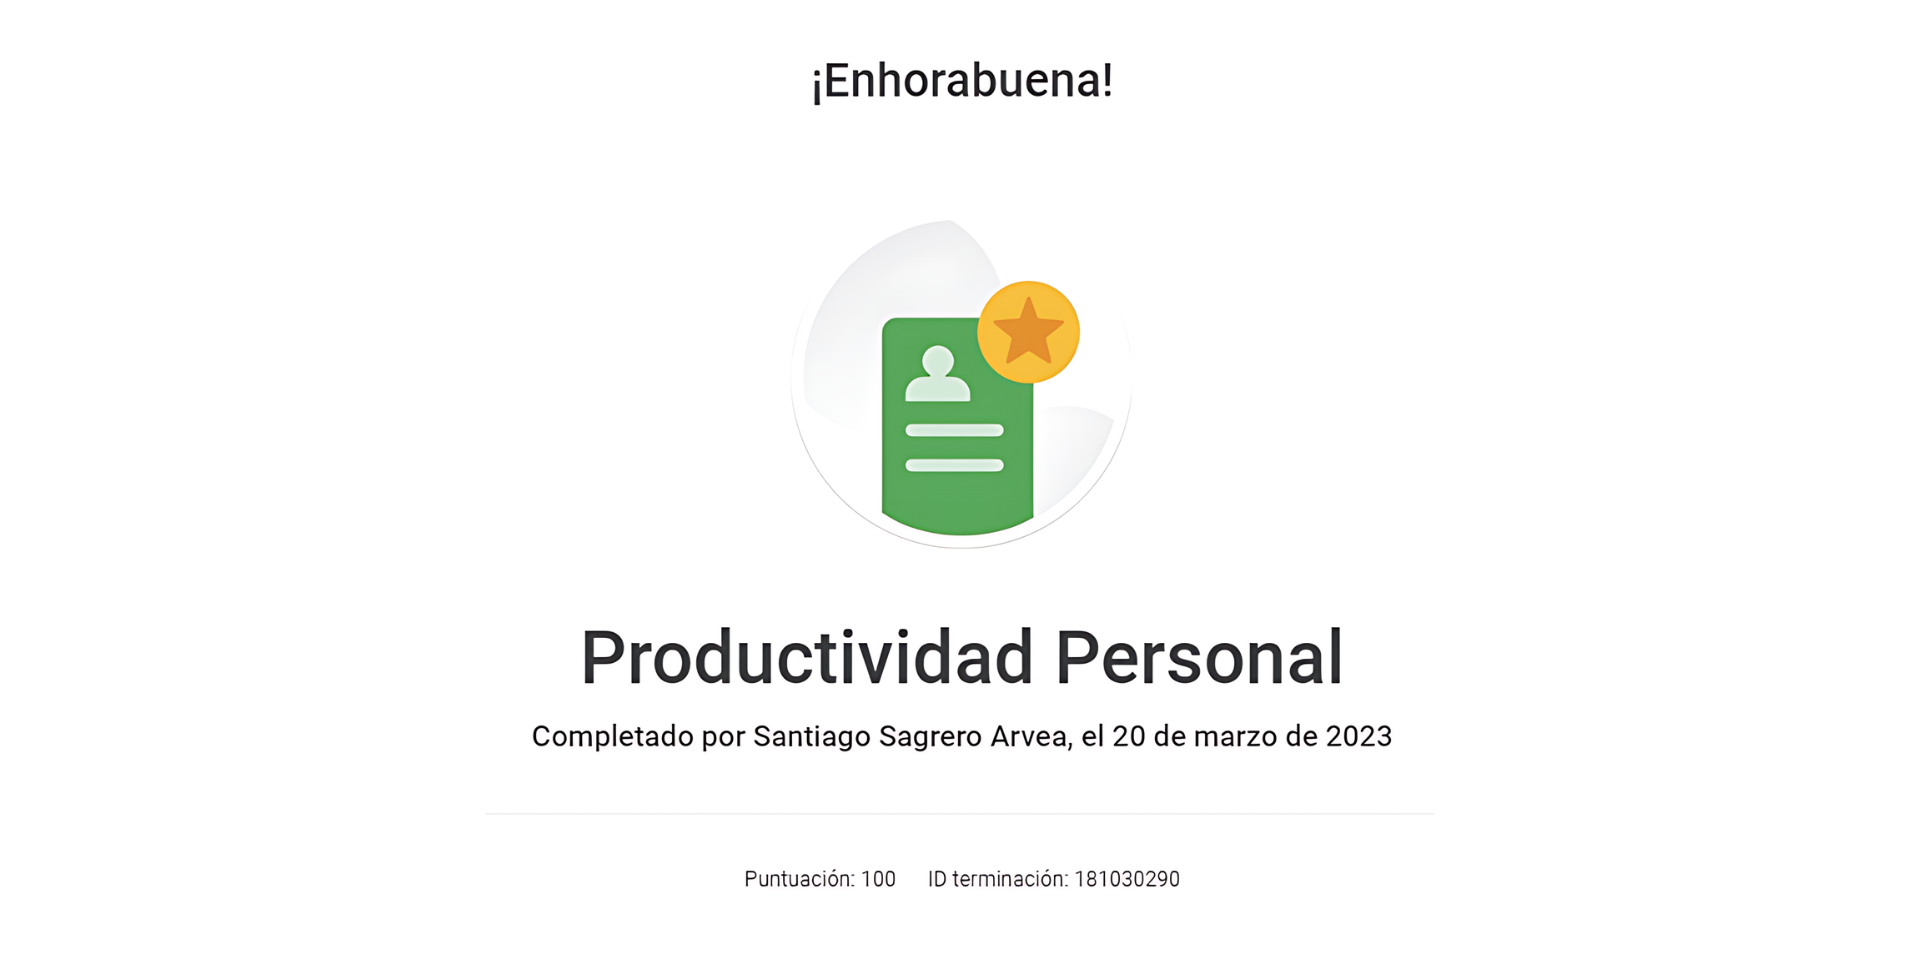 ¡Enhorabuena!
Productividad Personal
Completado por Santiago Sagrero Arvea, el 20 de marzo de 2023
Puntuación: 100 ID terminación: 181030290